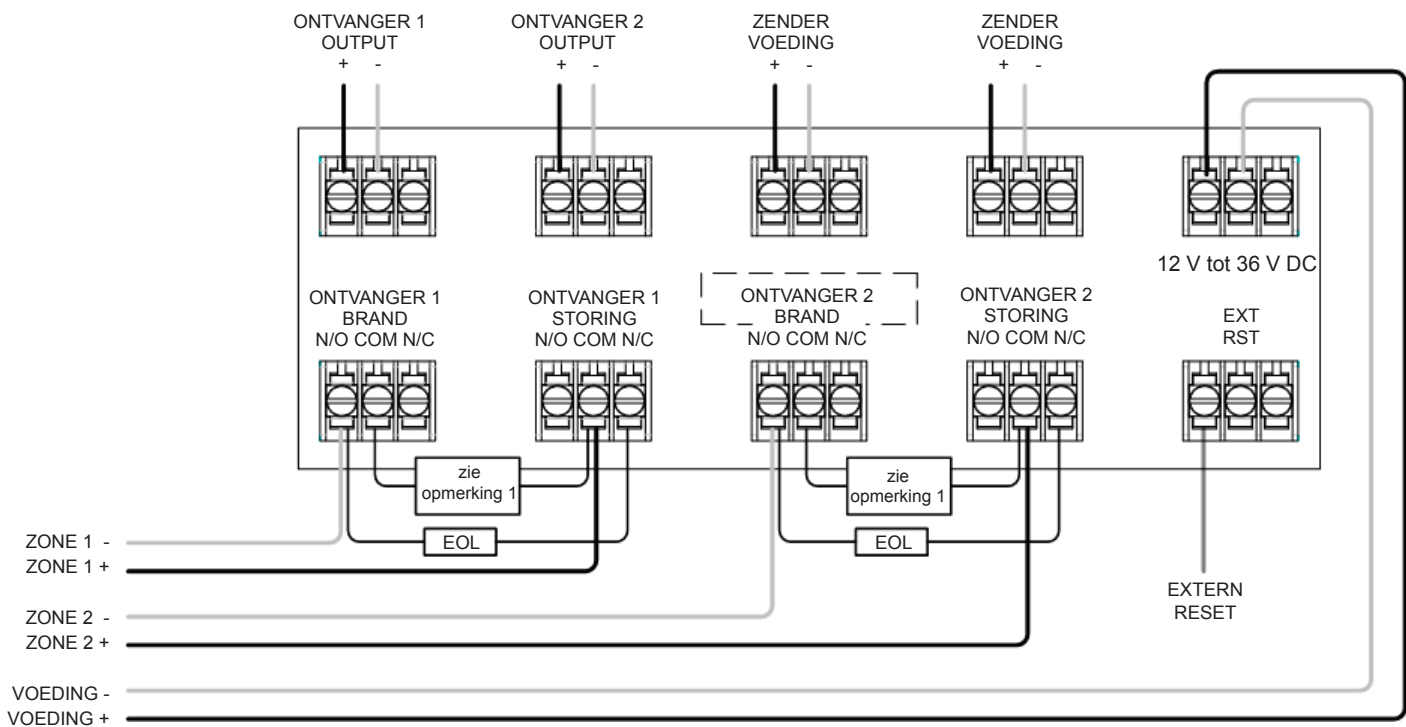 ONTVANGER 1
OUTPUT
+ -
ONTVANGER 2
OUTPUT
+ -
ZENDER
VOEDING
+ -
ZENDER
VOEDING
+ -
12 V tot 36 V DC
ONTVANGER 1
BRAND
N/O COM N/C
ONTVANGER 1
STORING
N/O COM N/C
ONTVANGER 2
BRAND
N/O COM N/C
ONTVANGER 2
STORING
N/O COM N/C
EXT
RST
zie
opmerking 1
zie
opmerking 1
EOL
EOL
ZONE 1 -
ZONE 1 +
ZONE 2 -
ZONE 2 +
EXTERN
RESET
VOEDING -
VOEDING +